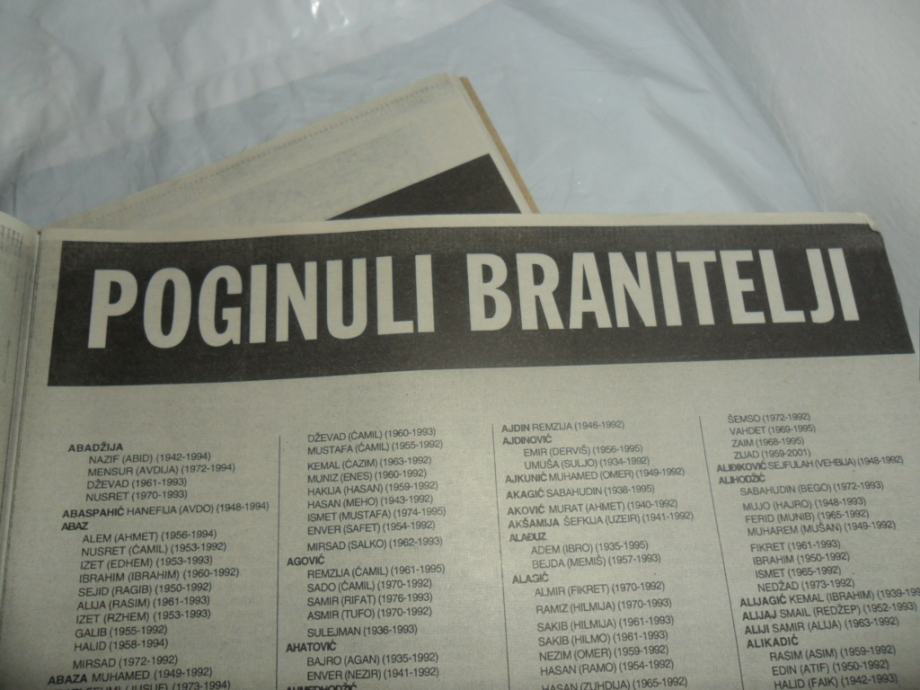 POGINULI BRANITELJI
ABADŽIJA
NAZIF (ABID) (1942-1994)
MENSUR (AVDIJA) (1972-1994)
DŽEVAD (1961-1993)
NUSRET (1970-1993)
ABASPAHIĆ HANEFIJA (AVDO) (1948-1994)
ABAZ
ALEM (AHMET) (1956-1994)
NUSRET (ĆAMIL) (1953-1992)
IZET (EDHEM) (1953-1993)
IBRAHIM (IBRAHIM) (1960-1992)
SEJID (RAGIB) (1950-1992)
ALIJA (RASIM) (1961-1993)
IZET (RZHEM) (1953-1993)
GALIB (1955-1992)
HALID (1958-1994)
MIRSAD (1972-1992)
ABAZA MUHAMED (1949-1992)
(JUSUF) (1973-1994)
DŽEVAD (ĆAMIL) (1960-1993)
MUSTAFA (ĆAMIL) (1955-1992)
KEMAL (ĆAZIM) (1963-1992)
MUNIZ (ENES) (1960-1992)
HAKIJA (HASAN) (1959-1992)
HASAN (MEHO) (1943-1992)
ISMET (MUSTAFA) (1974-1995)
ENVER (SAFET) (1954-1992)
MIRSAD (SALKO) (1962-1993)
AGOVIĆ
REMZIJA (ĆAMIL) (1961-1995)
SADO (ĆAMIL) (1970-1992)
SAMIR (RIFAT) (1976-1993)
ASMIR (TUFO) (1970-1992)
SULEJMAN (1936-1993)
AHATOVIĆ
BAJRO (AGAN) (1935-1992)
ENVER (NEZIR) (1941-1992)
AJDIN REMZIJA (1946-1992)
AJDINOVIĆ
EMIR (DERVIŠ) (1956-1995)
UMUŠA (SULJO) (1934-1992)
AJKUNIĆ MUHAMED (OMER) (1949-1992)
AKAGIĆ SABAHUDIN (1938-1995)
AKOVIĆ MURAT (AHMET) (1940-1992)
AKŠAMIJA ŠEFKIJA (UZEIR) (1941-1992)
ALAĐUZ
ADEM (IBRO) (1935-1995)
BEJDA (MEMIŠ) (1957-1993)
ALAGIĆ
ALMIR (FIKRET) (1970-1992)
RAMIZ (HILMIJA) (1970-1993)
SAKIB (HILMIJA) (1961-1993)
SAKIB (HILMO) (1961-1993)
NEZIM (OMER) (1959-1992)
HASAN (RAMO) (1954-1992)
HASAN (ZUHDIJA) (1965-1992)
ŠEMSO (1972-1992)
VAHDET (1969-1995)
ZAIM (1968-1995)
ZIJAD (1959-2001)
ALIĐIKOVIĆ SEJFULAH (VEHBIJA) (1948-1992)
ALIHODŽIĆ
SABAHUDIN (BEGO) (1972-1993)
MUJO (HAJRO) (1948-1993)
FERID (MUNIB) (1965-1992)
MUHAREM (MUŠAN) (1949-1992)
FIKRET (1961-1993)
IBRAHIM (1950-1992)
ISMET (1965-1992)
NEDŽAD (1973-1992)
ALIJAGIĆ KEMAL (IBRAHIM)
ALIJAJ SMAIL (REDŽEP) (1952-1993)
ALIJI SAMIR (ALIJA) (1963-1992)
ALIKADIĆ
RASIM (ASIM) (1959-1992)
EDIN (ATIF) (1950-1992)
HALID (FAIK) (1942-1993)